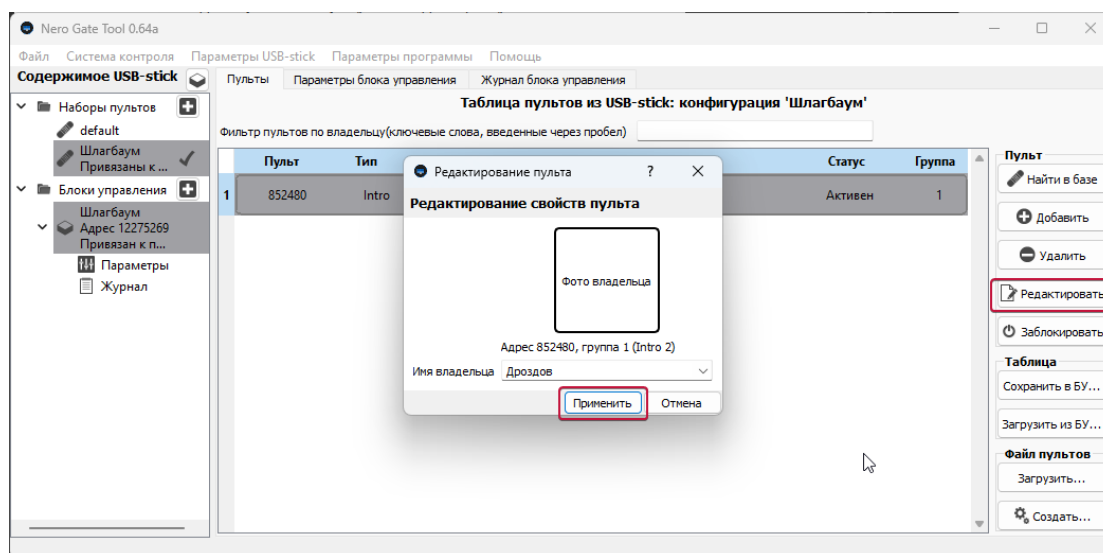 Nero Gate Tool 0.64a
Файл Система контроля Параметры USB-stick Параметры программы Помощь
Содержимое USB-stick
Наборы пультов
default
Шлагбаум
Привязаны к ...
Блоки управления
Шлагбаум
Адрес 12275269
Привязан к п...
Параметры
Журнал
Пульты Параметры блока управления Журнал блока управления
Таблица пультов из USB-stick: конфигурация 'Шлагбаум'
Фильтр пультов по владельцу(ключевые слова, введенные через пробел)
Пульт Тип Статус Группа
1 852480 Intro Активен 1
Редактирование пульта ?
Редактирование свойств пульта
Фото владельца
Адрес 852480, группа 1 (Intro 2)
Имя владельца Дроздов
Применить Отмена
Пульт
Найти в базе
Добавить
Удалить
Редактировать
Заблокировать
Таблица
Сохранить в БУ...
Загрузить из БУ...
Файл пультов
Загрузить...
Создать...